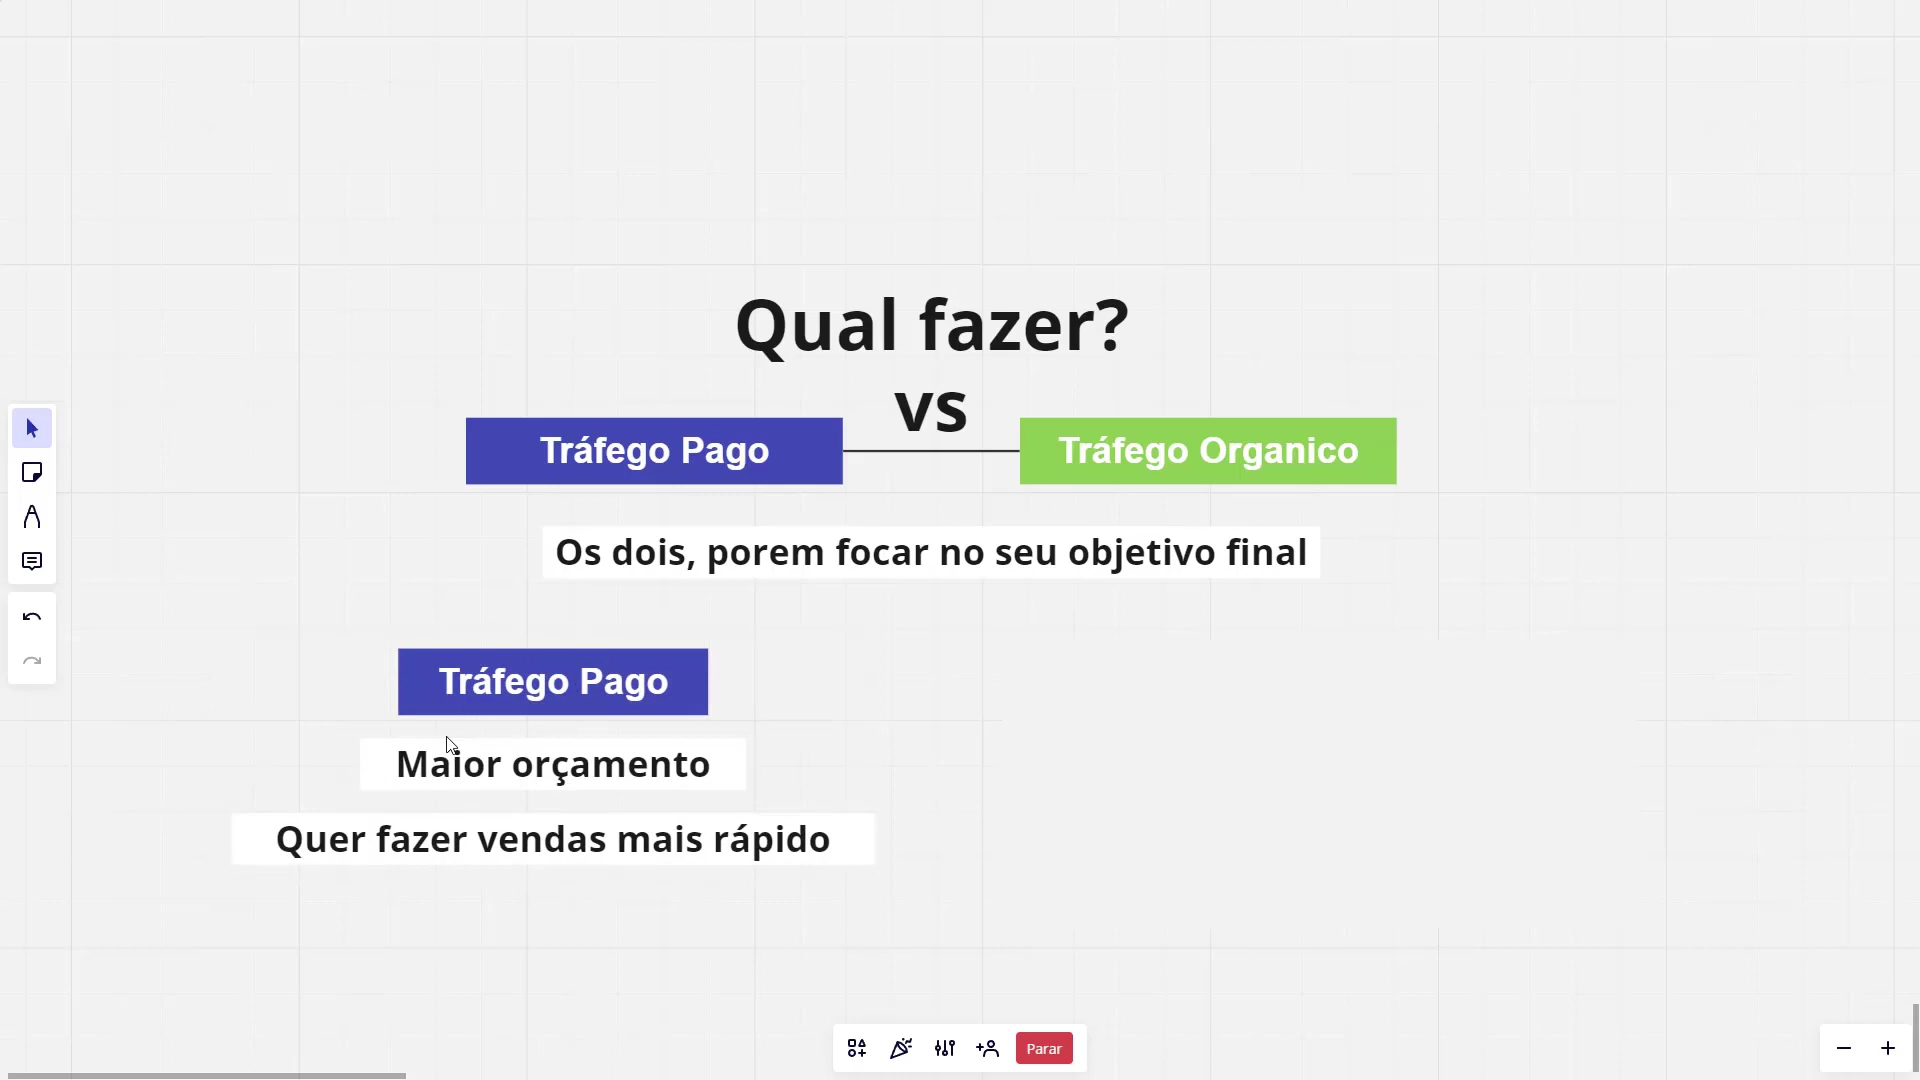 Qual fazer?
vs
Tráfego Pago
Tráfego Organico
Os dois, porem focar no seu objetivo final
Tráfego Pago
Maior orçamento
Quer fazer vendas mais rápido
Parar